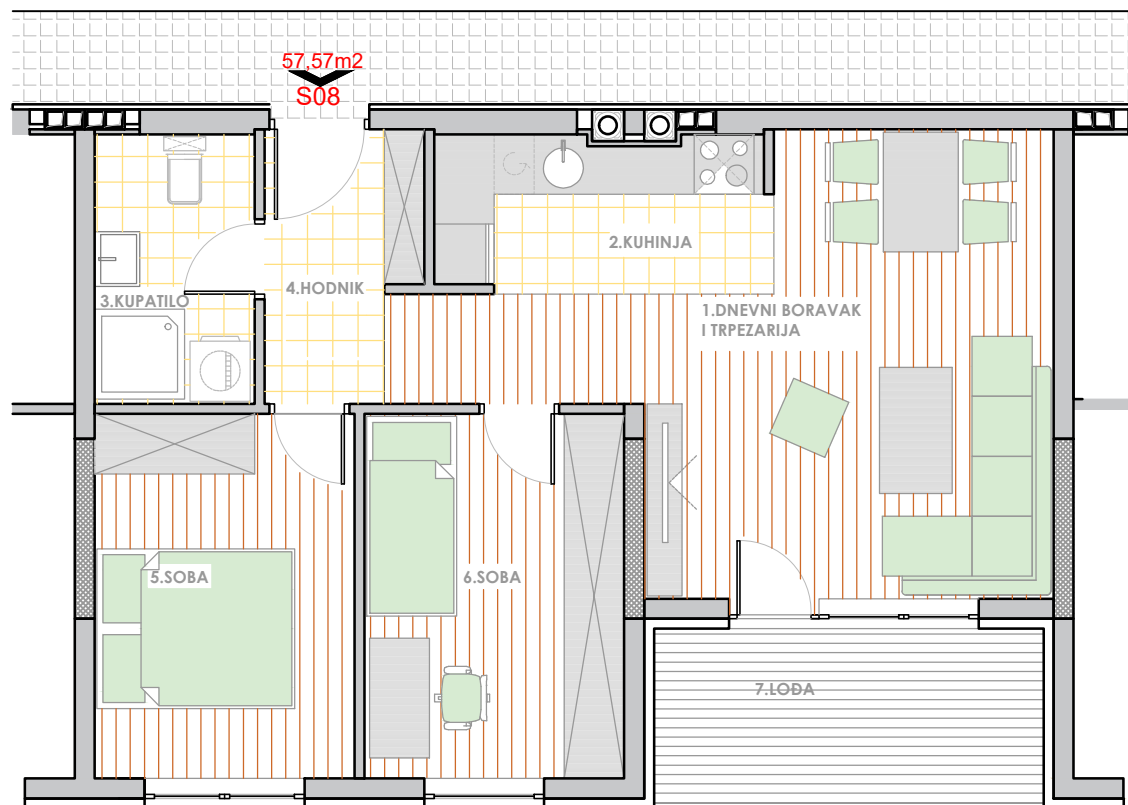 57,57m2
S08
2.KUHINJA
4.HODNIK
3.KUPATILO
1.DNEVNI BORAVAK
I TRPEZARIJA
5.SOBA
6.SOBA
7.LOĐA